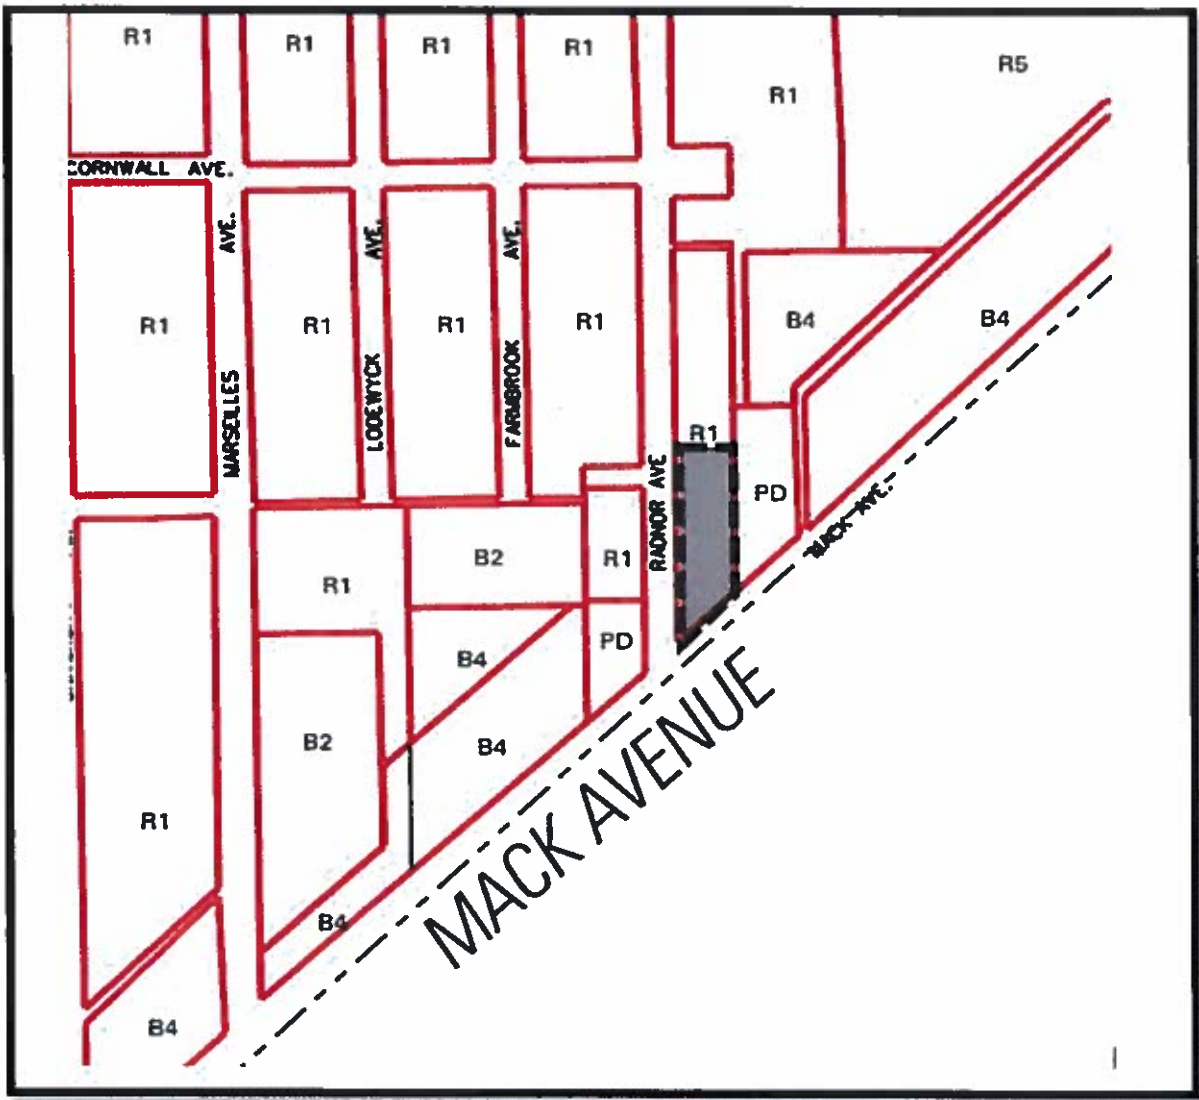 R1
R1
R1
R1
R1
R5
CORNWALL AVE.
R1
MARSEILLES AVE.
R1
LODEWYCK AVE.
R1
FARMBROOK AVE.
R1
B4
B4
R1
RADNOR AVE
PD
MACK AVE.
R1
B2
R1
B4
PD
B2
B4
MACK AVENUE
R1
B4
B4